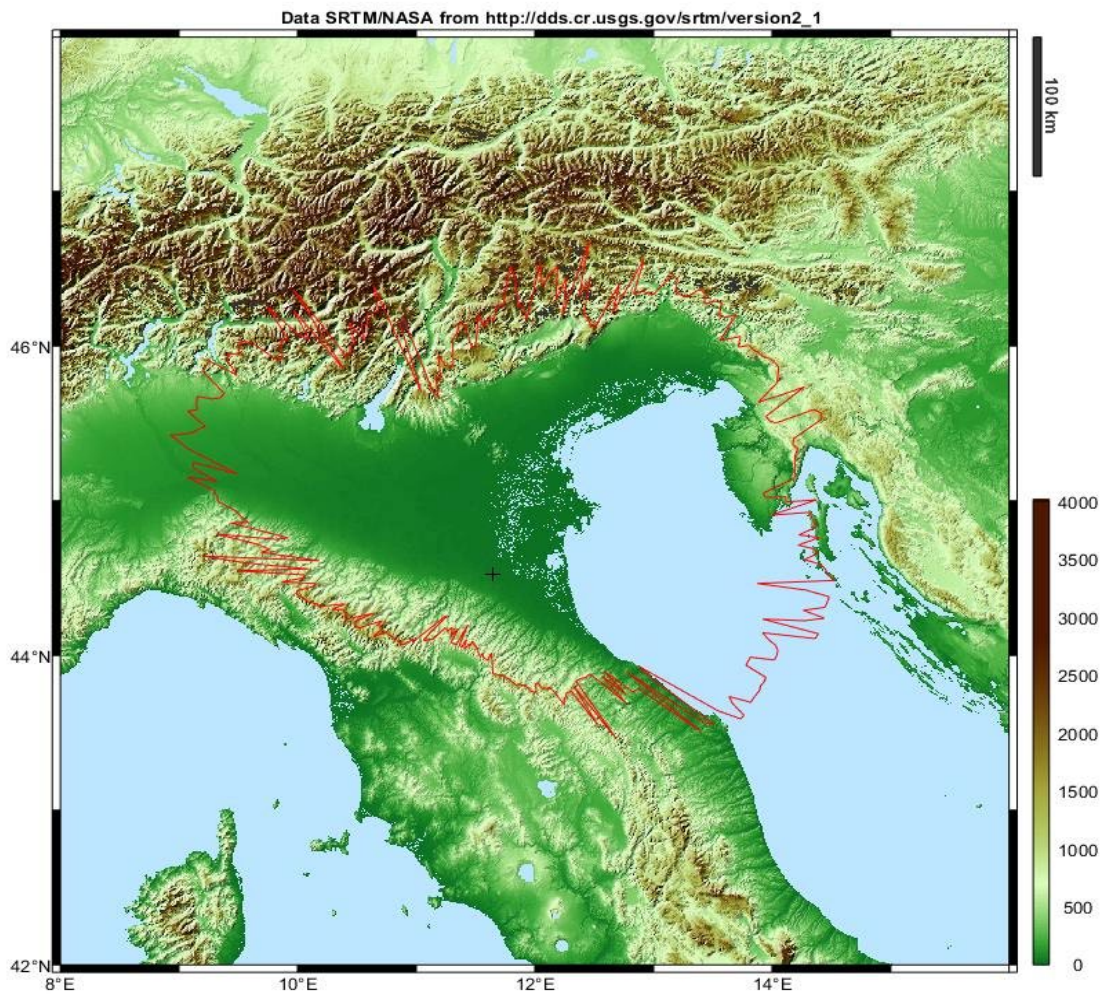 Data SRTM/NASA from http://dds.cr.usgs.gov/srtm/version2_1
100 km
46°N
44°N
42°N
8°E
10°E
12°E
14°E
4000
3500
3000
2500
2000
1500
1000
500
0